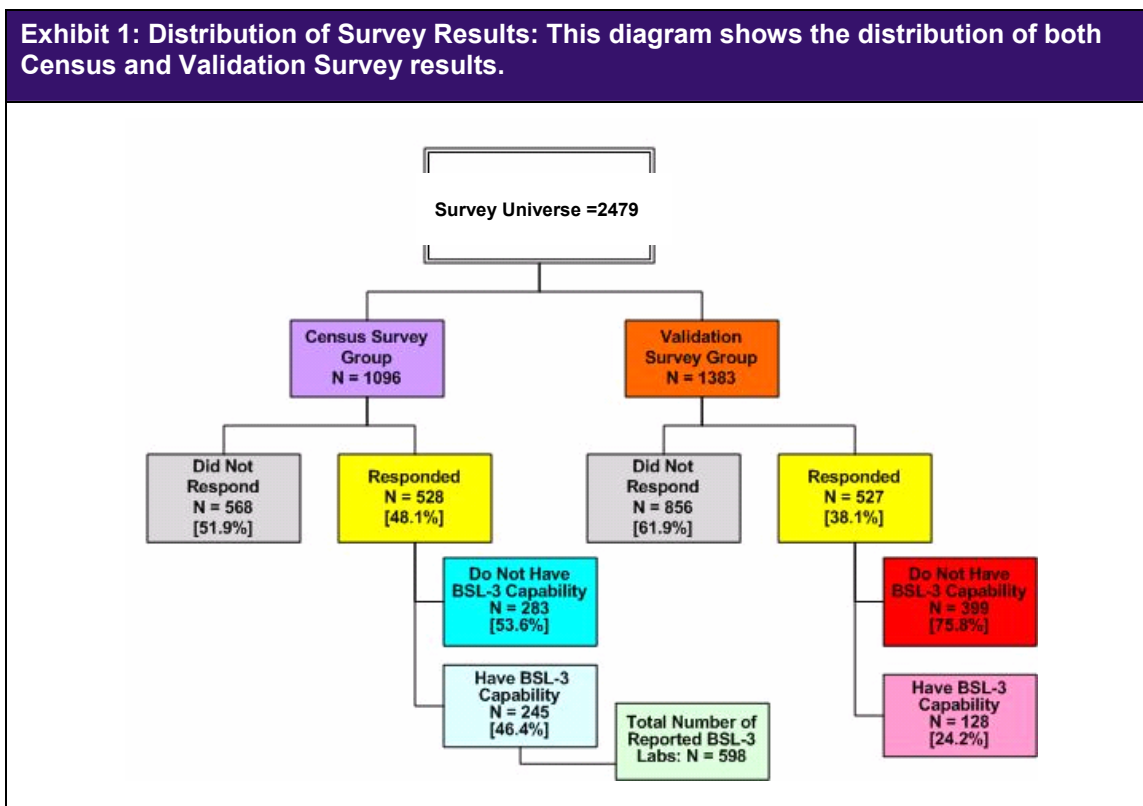 Exhibit 1: Distribution of Survey Results: This diagram shows the distribution of both
Census and Validation Survey results.
Survey Universe =2479
Census Survey
Group
N = 1096
Validation
Survey Group
N = 1383
Did Not
Respond
N = 568
[51.9%]
Responded
N = 528
[48.1%]
Did Not
Respond
N = 856
[61.9%]
Responded
N = 527
[38.1%]
Do Not Have
BSL-3 Capability
N = 283
[53.6%]
Do Not Have
BSL-3 Capability
N = 399
[75.8%]
Have BSL-3
Capability
N = 245
[46.4%]
Total Number of
Reported BSL-3
Labs: N = 598
Have BSL-3
Capability
N = 128
[24.2%]